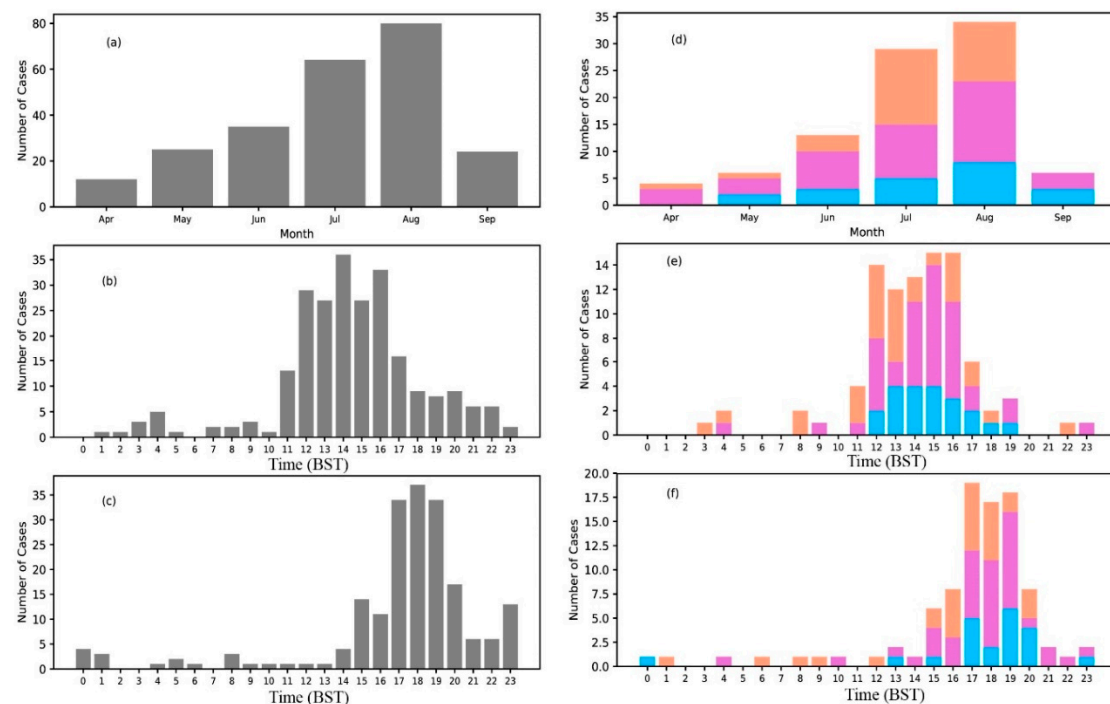 (a)
Number of Cases
80
60
40
20
0
Apr May Jun Jul Aug Sep
Month
(b)
Number of Cases
35
30
25
20
15
10
5
0
0 1 2 3 4 5 6 7 8 9 10 11 12 13 14 15 16 17 18 19 20 21 22 23
Time (BST)
(c)
Number of Cases
35
30
25
20
15
10
5
0
0 1 2 3 4 5 6 7 8 9 10 11 12 13 14 15 16 17 18 19 20 21 22 23
Time (BST)
(d)
Number of Cases
35
30
25
20
15
10
5
0
Apr May Jun Jul Aug Sep
Month
(e)
Number of Cases
14
12
10
8
6
4
2
0
0 1 2 3 4 5 6 7 8 9 10 11 12 13 14 15 16 17 18 19 20 21 22 23
Time (BST)
(f)
Number of Cases
20.0
17.5
15.0
12.5
10.0
7.5
5.0
2.5
0.0
0 1 2 3 4 5 6 7 8 9 10 11 12 13 14 15 16 17 18 19 20 21 22 23
Time (BST)